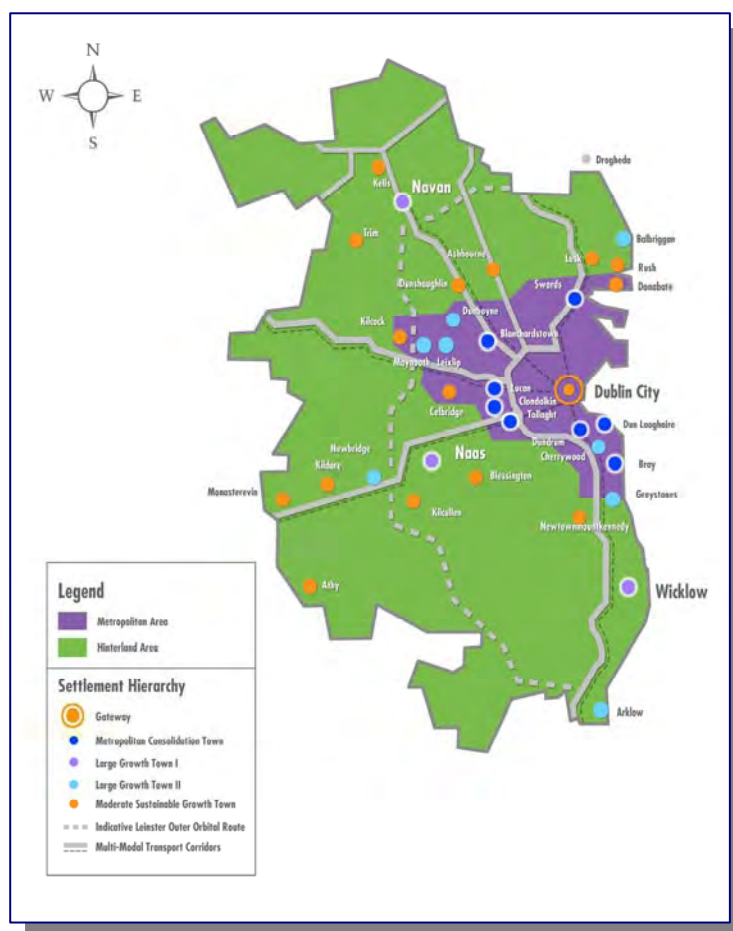 N
W
E
S
Drogheda
Kells
Navan
Trim
Balbriggan
Ashbourne
Lusk
Rush
Dunshaughlin
Swords
Donabate
Dunboyne
Kilcock
Blanchardstown
Maynooth
Leixlip
Lucan
Dublin City
Clondalkin
Celbridge
Tallaght
Dun Laoghaire
Dundrum
Newbridge
Cherrywood
Naas
Bray
Kildare
Blessington
Monasterevin
Greystones
Kilcullen
Newtownmountkennedy
Athy
Wicklow
Arklow
Legend
Metropolitan Area
Hinterland Area
Settlement Hierarchy
Gateway
Metropolitan Consolidation Town
Large Growth Town I
Large Growth Town II
Moderate Sustainable Growth Town
Indicative Leinster Outer Orbital Route
Multi-Modal Transport Corridors